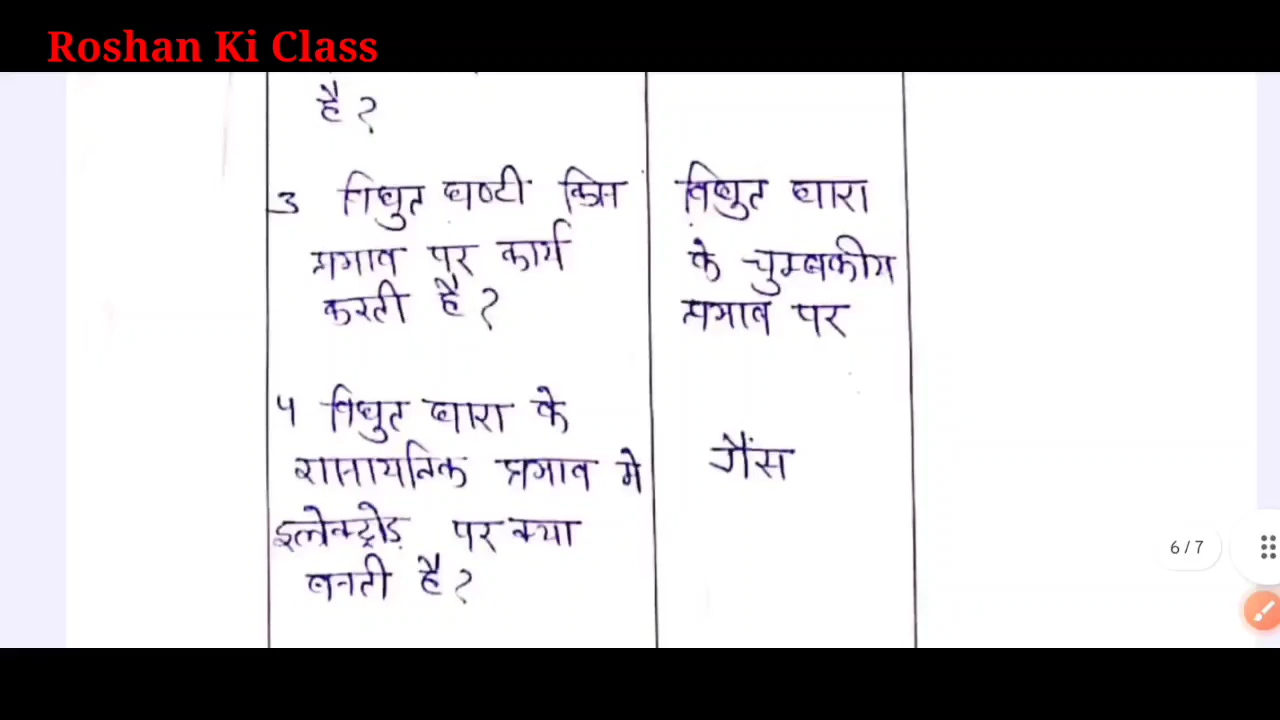 Roshan Ki Class
है?
3 विधुत घण्टी किस
प्रभाव पर कार्य
करती है?
विधुत धारा
के चुम्बकीय
प्रभाव पर
4 विधुत धारा के
रासायनिक प्रभाव मे
इलेक्ट्रोड़ पर क्या
बनती है?
गैंस
6 / 7